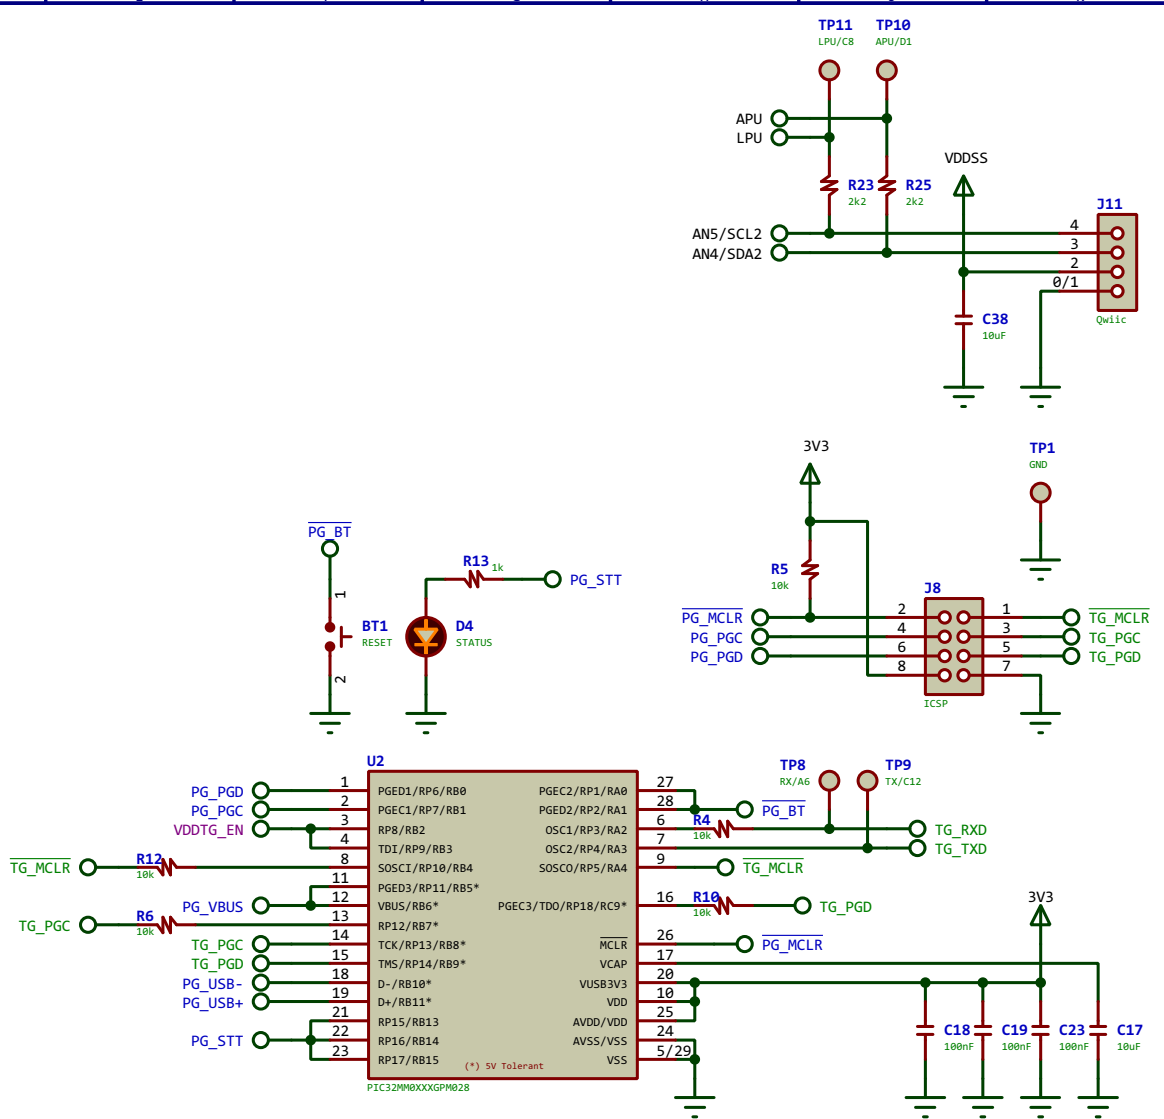 TP11 TP10
LPU/C8 APU/D1
APU
LPU
VDDSS
R23 R25
2k2 2k2
J11
AN5/SCL2 4
AN4/SDA2 3
2
0/1
C38
10uF
Qwiic
3V3
TP1
GND
PG_BT
R13 1k PG_STT
R5
10k
J8
1
BT1
RESET
D4
STATUS
2
PG_MCLR 2 1 TG_MCLR
PG_PGC 4 3 TG_PGC
PG_PGD 6 5 TG_PGD
8 7
ICSP
U2
TP8 TP9
RX/A6 TX/C12
PG_PGD 1 PGED1/RP6/RB0 PGEC2/RP1/RA0 27
PG_PGC 2 PGEC1/RP7/RB1 PGED2/RP2/RA1 28 PG_BT
VDDTG_EN 3 RP8/RB2 OSC1/RP3/RA2 6 R4 10k TG_RXD
4 TDI/RP9/RB3 OSC2/RP4/RA3 7 TG_TXD
TG_MCLR R12 10k 8 SOSCI/RP10/RB4 SOSCO/RP5/RA4 9 TG_MCLR
11 PGED3/RP11/RB5*
PG_VBUS 12 VBUS/RB6* PGEC3/TDO/RP18/RC9* 16 R10 10k TG_PGD
3V3
TG_PGC R6 10k 13 RP12/RB7*
TG_PGC 14 TCK/RP13/RB8* MCLR 26 PG_MCLR
TG_PGD 15 TMS/RP14/RB9* VCAP 17
PG_USB- 18 D-/RB10* VUSB3V3 20
PG_USB+ 19 D+/RB11* VDD 10
21 RP15/RB13 AVDD/VDD 25
PG_STT 22 RP16/RB14 AVSS/VSS 24
23 RP17/RB15 VSS 5/29
C18 C19 C23 C17
100nF 100nF 100nF 10uF
(*) 5V Tolerant
PIC32MM0XXXGPM028